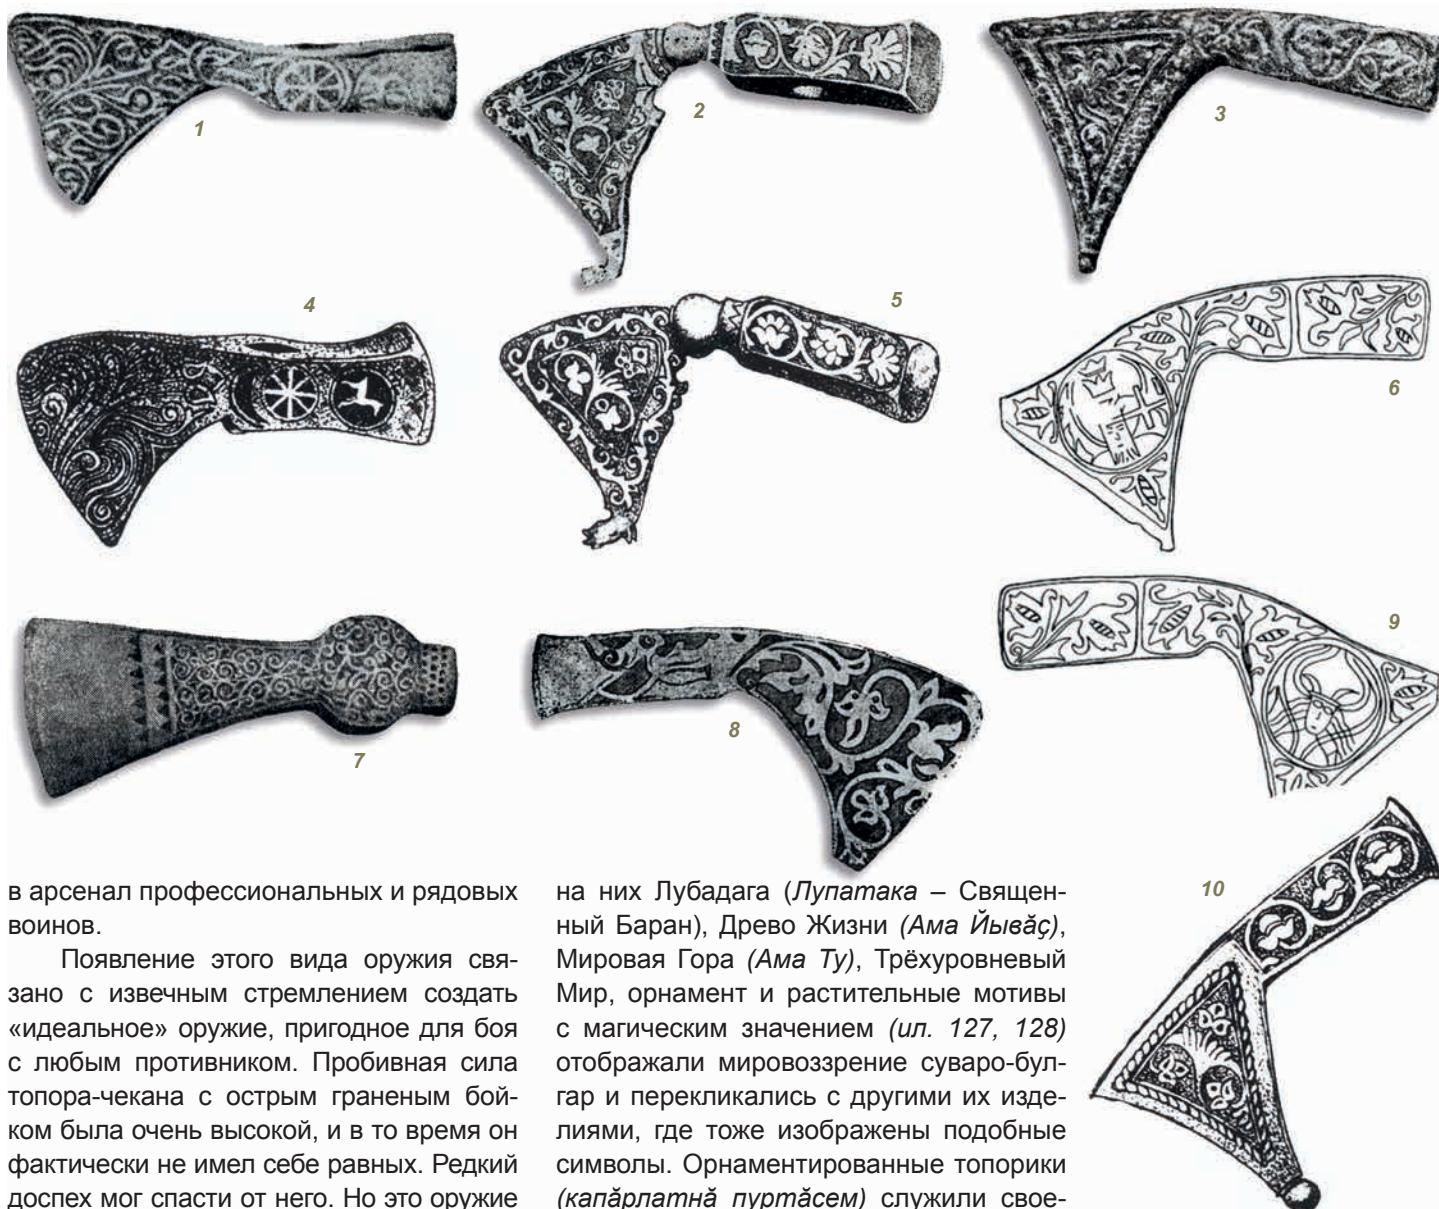 1
2
3
4
5
6
7
8
9
10
в арсенал профессиональных и рядовых
воинов.
Появление этого вида оружия свя-
зано с извечным стремлением создать
«идеальное» оружие, пригодное для боя
с любым противником. Пробивная сила
топора-чекана с острым граненым бой-
ком была очень высокой, и в то время он
фактически не имел себе равных. Редкий
доспех мог спасти от него. Но это оружие
на них Лубадага (Лупатака – Священ-
ный Баран), Древо Жизни (Ама Йывăç),
Мировая Гора (Ама Ту), Трёхуровневый
Мир, орнамент и растительные мотивы
с магическим значением (ил. 127, 128)
отображали мировоззрение суваро-бул-
гар и перекликались с другими их изде-
лиями, где тоже изображены подобные
символы. Орнаментированные топорики
(капăрлатнă пуртăсем) служили свое-